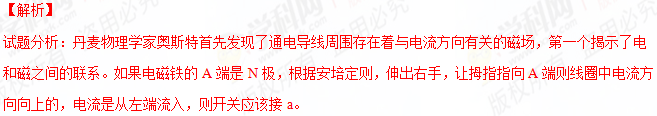 【解析】
试题分析：丹麦物理学家奥斯特首先发现了通电导线周围存在着与电流方向有关的磁场，第一个揭示了电
和磁之间的联系。如果电磁铁的 A 端是 N 极，根据安培定则，伸出右手，让拇指指向 A 端则线圈中电流方
向向上的，电流是从左端流入，则开关应该接 a。